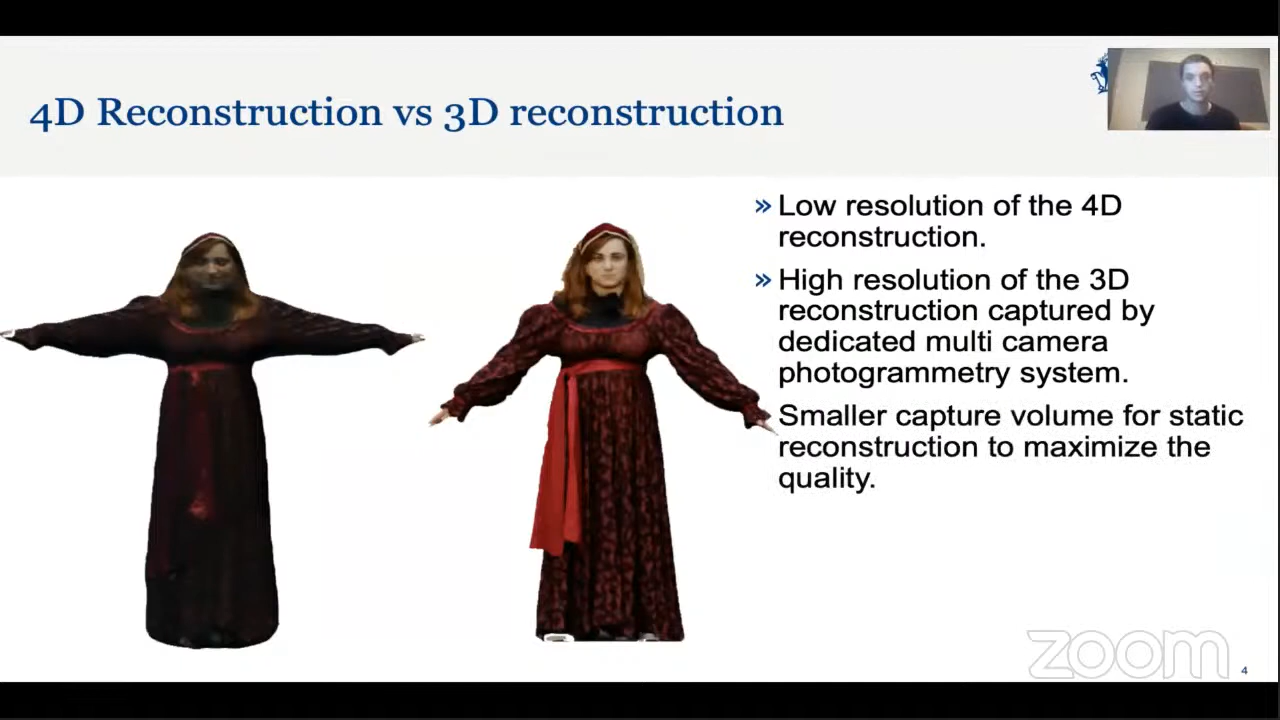 4D Reconstruction vs 3D reconstruction
» Low resolution of the 4D
reconstruction.
» High resolution of the 3D
reconstruction captured by
dedicated multi camera
photogrammetry system.
Smaller capture volume for static
reconstruction to maximize the
quality.
zoom
4